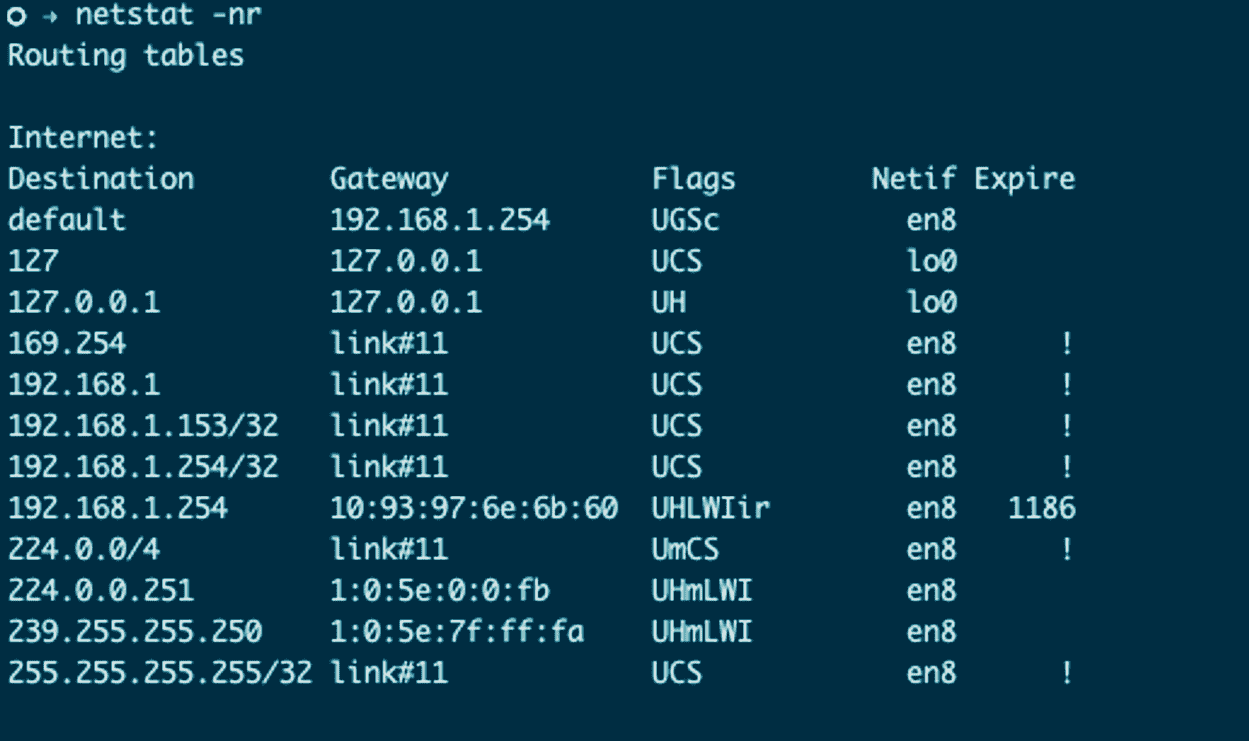 ○ → netstat -nr
Routing tables

Internet:
Destination        Gateway            Flags        Netif Expire
default            192.168.1.254      UGSc           en8
127                127.0.0.1          UCS            lo0
127.0.0.1          127.0.0.1          UH             lo0
169.254            link#11            UCS            en8      !
192.168.1          link#11            UCS            en8      !
192.168.1.153/32   link#11            UCS            en8      !
192.168.1.254/32   link#11            UCS            en8      !
192.168.1.254      10:93:97:6e:6b:60  UHLWIir        en8   1186
224.0.0/4          link#11            UmCS           en8      !
224.0.0.251        1:0:5e:0:0:fb      UHmLWI         en8
239.255.255.250    1:0:5e:7f:ff:fa    UHmLWI         en8
255.255.255.255/32 link#11            UCS            en8      !